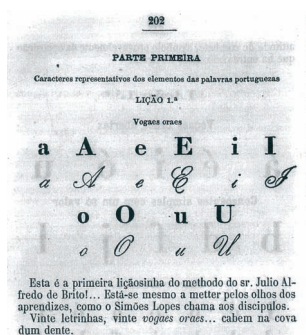 202
PARTE PRIMEIRA
Caracteres representativos dos elementos das palavras portuguezas
LIÇÃO 1.ª
Vogaes oraes
a A e E i I
a A e E i I
o O u U
o O u U
Esta é a primeira liçãosinha do methodo do sr. Julio Al-
fredo de Brito!... Está-se mesmo a metter pelos olhos dos
aprendizes, como o Simões Lopes chama aos discipulos.
Vinte letrinhas, vinte vogaes oraes... cabem na cova
dum dente.